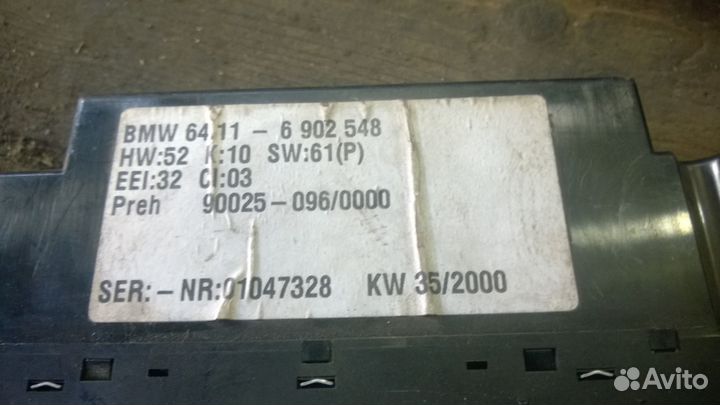 BMW 64.11 - 6 902 548
HW:52 K:10 SW:61(P)
EEI:32 CI:03
Preh 90025-096/0000
SER:-NR:01047328 KW 35/2000
Avito